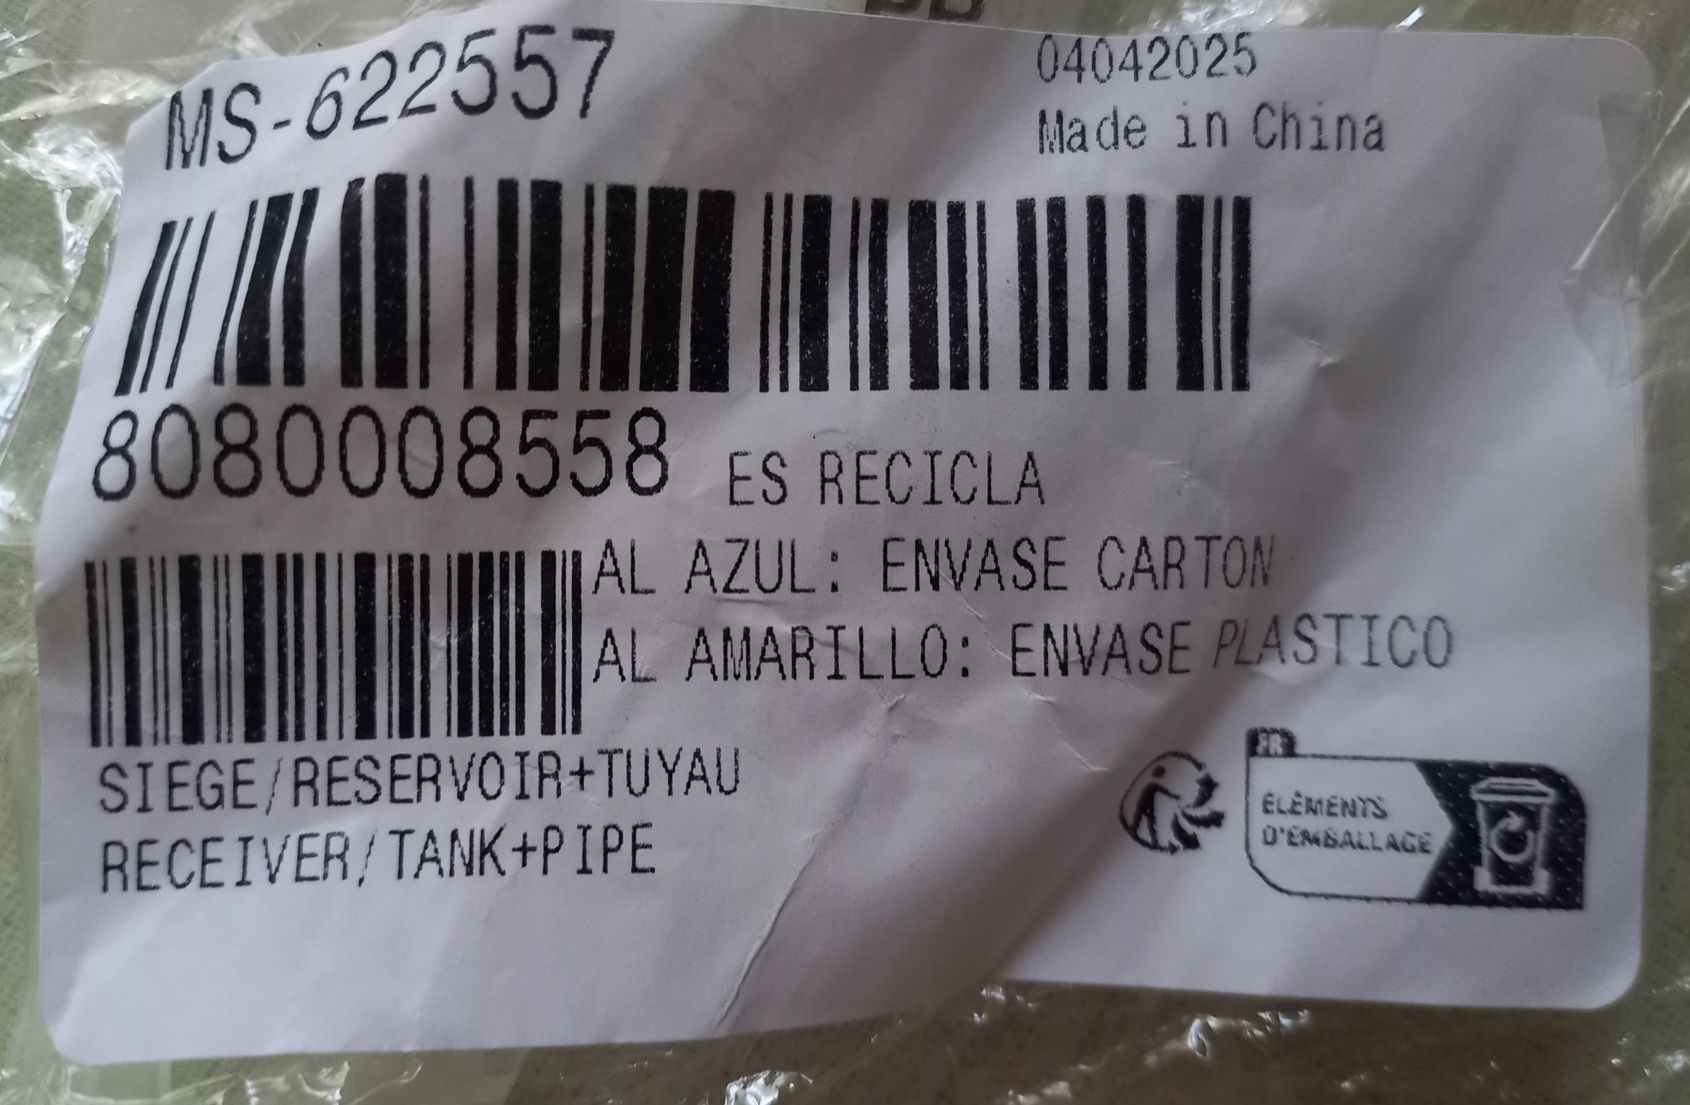 MS-622557
04042025
Made in China
8080008558
ES RECICLA
AL AZUL: ENVASE CARTON
AL AMARILLO: ENVASE PLASTICO
SIEGE/RESERVOIR+TUYAU
RECEIVER/TANK+PIPE
FR
ÉLÉMENTS
D'EMBALLAGE